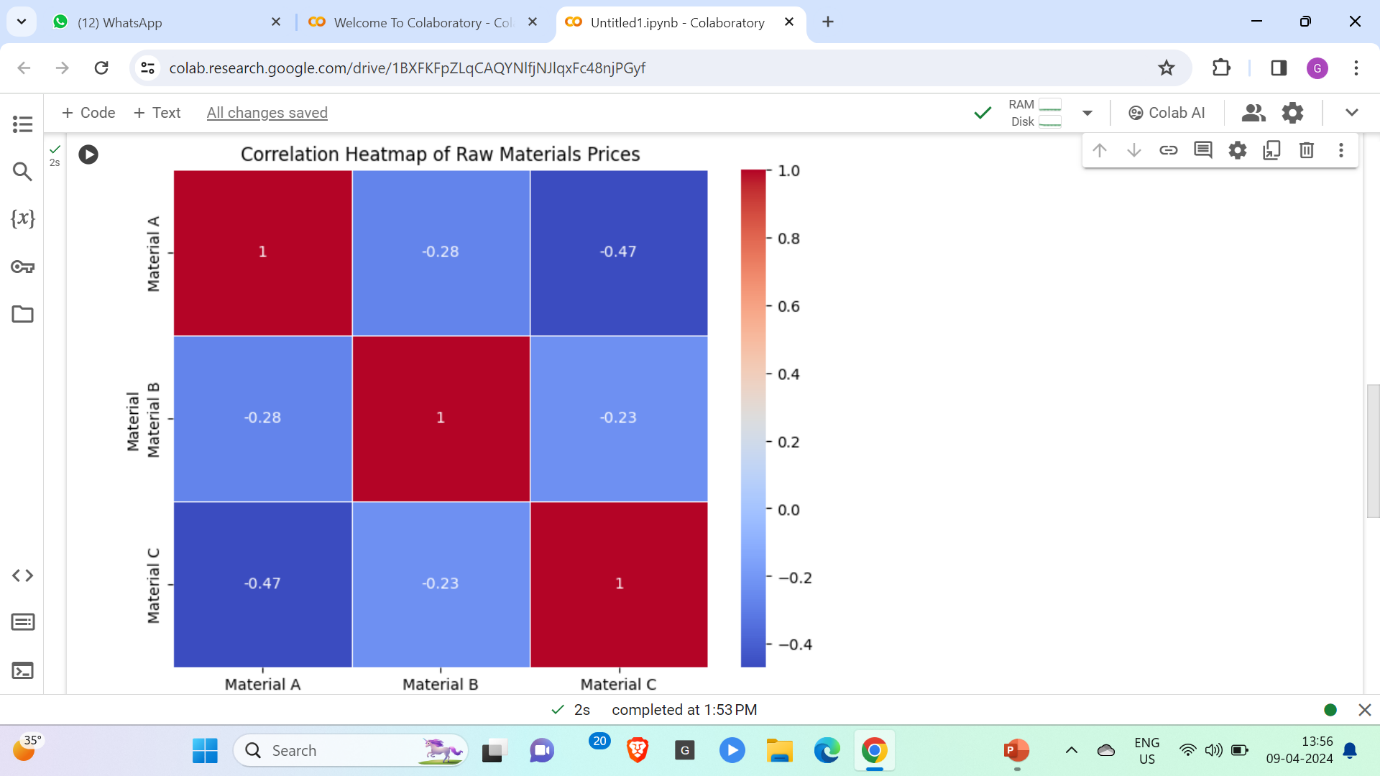 (12) WhatsApp
Welcome To Colaboratory - Col
Untitled1.ipynb - Colaboratory
colab.research.google.com/drive/1BXFKFpZLqCAQYNlfjNJlqxFc48njPGyf
G
+ Code + Text All changes saved
RAM
Disk
Colab AI
2s
Correlation Heatmap of Raw Materials Prices
Material A
1 -0.28 -0.47
Material
Material B
-0.28 1 -0.23
Material C
-0.47 -0.23 1
Material A Material B Material C
1.0
0.8
0.6
0.4
0.2
0.0
−0.2
−0.4
{x}
2s completed at 1:53 PM
35°
Search
20
G
P
ENG
US
13:56
09-04-2024